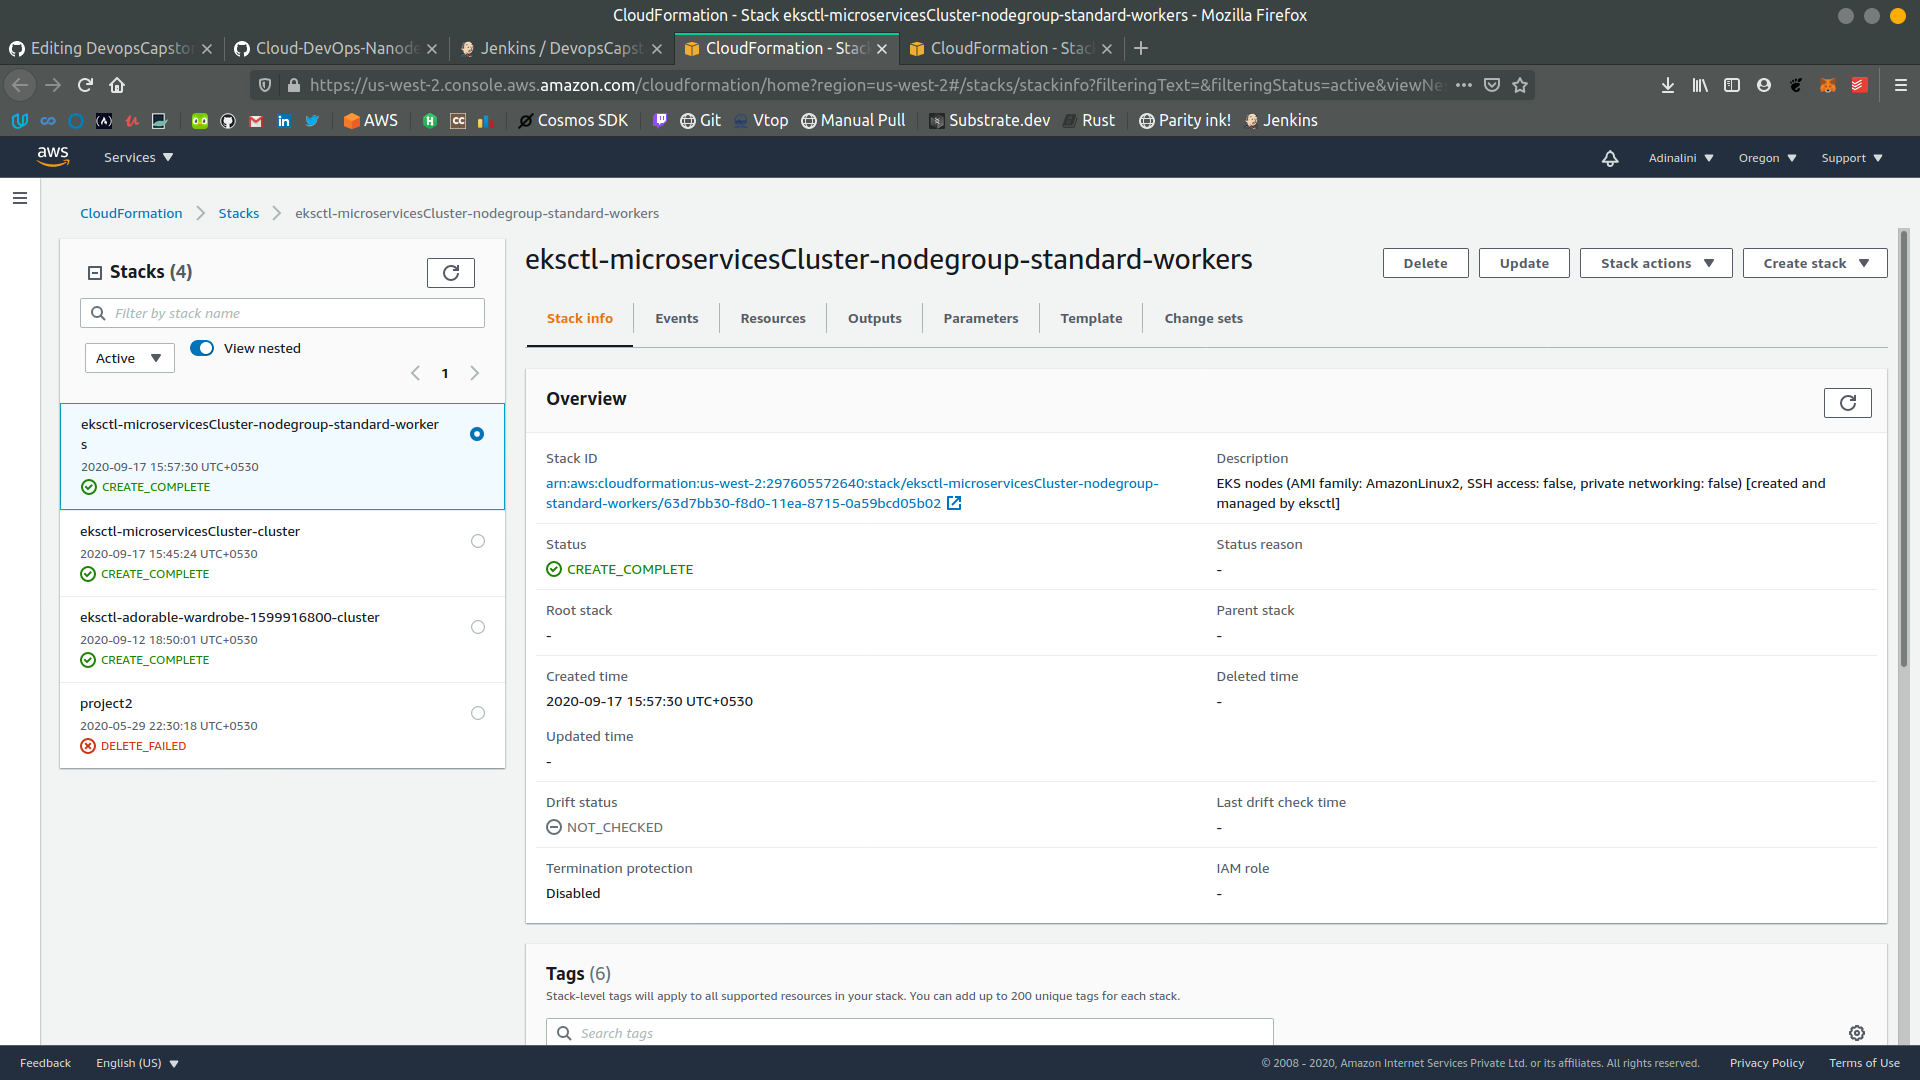 CloudFormation - Stack eksctl-microservicesCluster-nodegroup-standard-workers - Mozilla Firefox
Editing DevopsCapsto
Cloud-DevOps-Nanode
Jenkins / DevopsCapst
CloudFormation - Stac
CloudFormation - Stac
https://us-west-2.console.aws.amazon.com/cloudformation/home?region=us-west-2#/stacks/stackinfo?filteringText=&filteringStatus=active&viewNe
AWS
Cosmos SDK
Git
Vtop
Manual Pull
Substrate.dev
Rust
Parity ink!
Jenkins
aws
Services
Adinalini
Oregon
Support
CloudFormation
Stacks
eksctl-microservicesCluster-nodegroup-standard-workers
Stacks (4)
Filter by stack name
Active
View nested
1
eksctl-microservicesCluster-nodegroup-standard-worker
s
2020-09-17 15:57:30 UTC+0530
CREATE_COMPLETE
eksctl-microservicesCluster-cluster
2020-09-17 15:45:24 UTC+0530
CREATE_COMPLETE
eksctl-adorable-wardrobe-1599916800-cluster
2020-09-12 18:50:01 UTC+0530
CREATE_COMPLETE
project2
2020-05-29 22:30:18 UTC+0530
DELETE_FAILED
eksctl-microservicesCluster-nodegroup-standard-workers
Delete
Update
Stack actions
Create stack
Stack info
Events
Resources
Outputs
Parameters
Template
Change sets
Overview
Stack ID
arn:aws:cloudformation:us-west-2:297605572640:stack/eksctl-microservicesCluster-nodegroup-
standard-workers/63d7bb30-f8d0-11ea-8715-0a59bcd05b02
Description
EKS nodes (AMI family: AmazonLinux2, SSH access: false, private networking: false) [created and
managed by eksctl]
Status
CREATE_COMPLETE
Status reason
-
Root stack
-
Parent stack
-
Created time
2020-09-17 15:57:30 UTC+0530
Deleted time
-
Updated time
-
Drift status
NOT_CHECKED
Last drift check time
-
Termination protection
Disabled
IAM role
-
Tags (6)
Stack-level tags will apply to all supported resources in your stack. You can add up to 200 unique tags for each stack.
Search tags
Feedback
English (US)
© 2008 - 2020, Amazon Internet Services Private Ltd. or its affiliates. All rights reserved.
Privacy Policy
Terms of Use